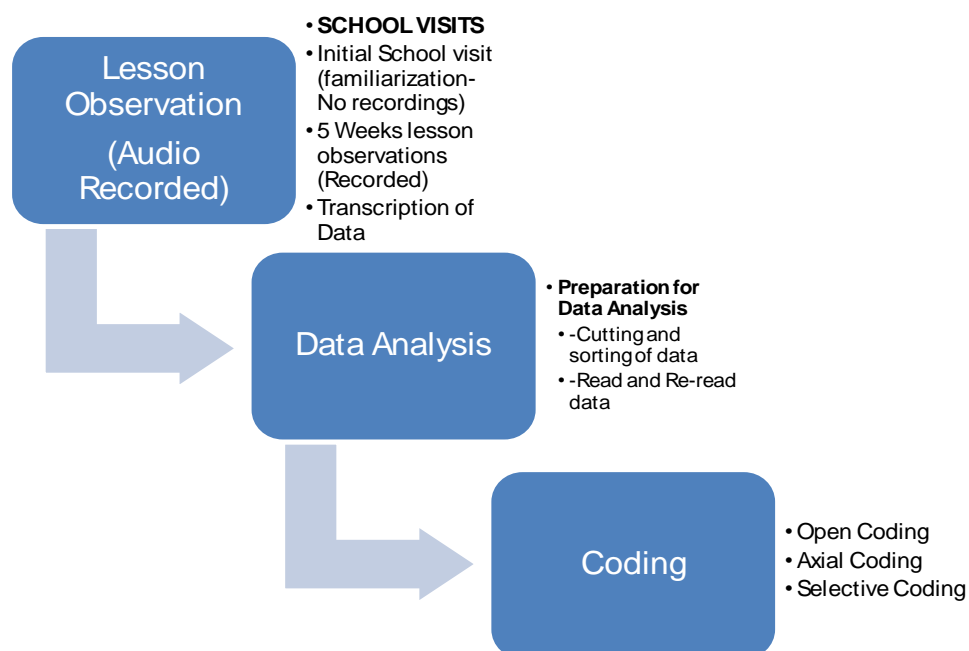 Lesson
Observation
(Audio
Recorded)
• SCHOOL VISITS
• Initial School visit
(familiarization-
No recordings)
• 5 Weeks lesson
observations
(Recorded)
• Transcription of
Data
Data Analysis
• Preparation for
Data Analysis
• -Cutting and
sorting of data
• -Read and Re-read
data
Coding
• Open Coding
• Axial Coding
• Selective Coding